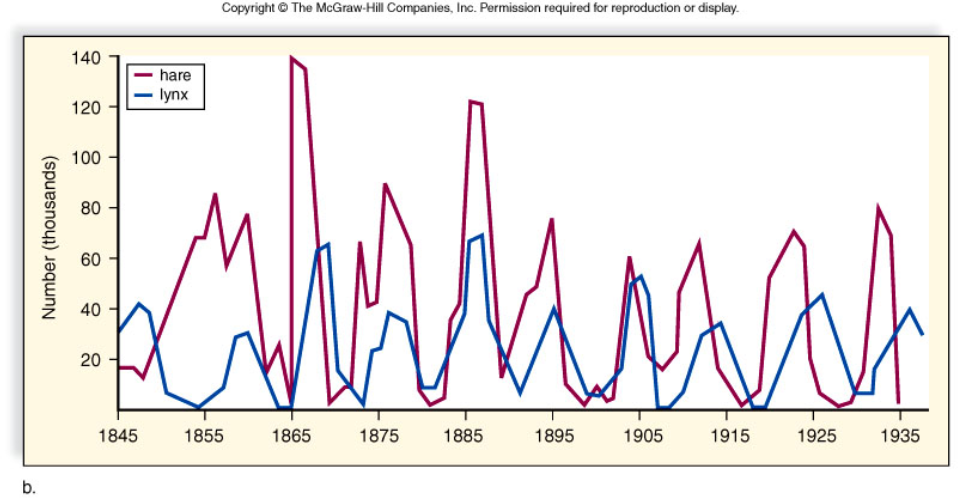 Copyright © The McGraw-Hill Companies, Inc. Permission required for reproduction or display.
140
hare
lynx
120
100
80
60
40
20
Number (thousands)
1845 1855 1865 1875 1885 1895 1905 1915 1925 1935
b.